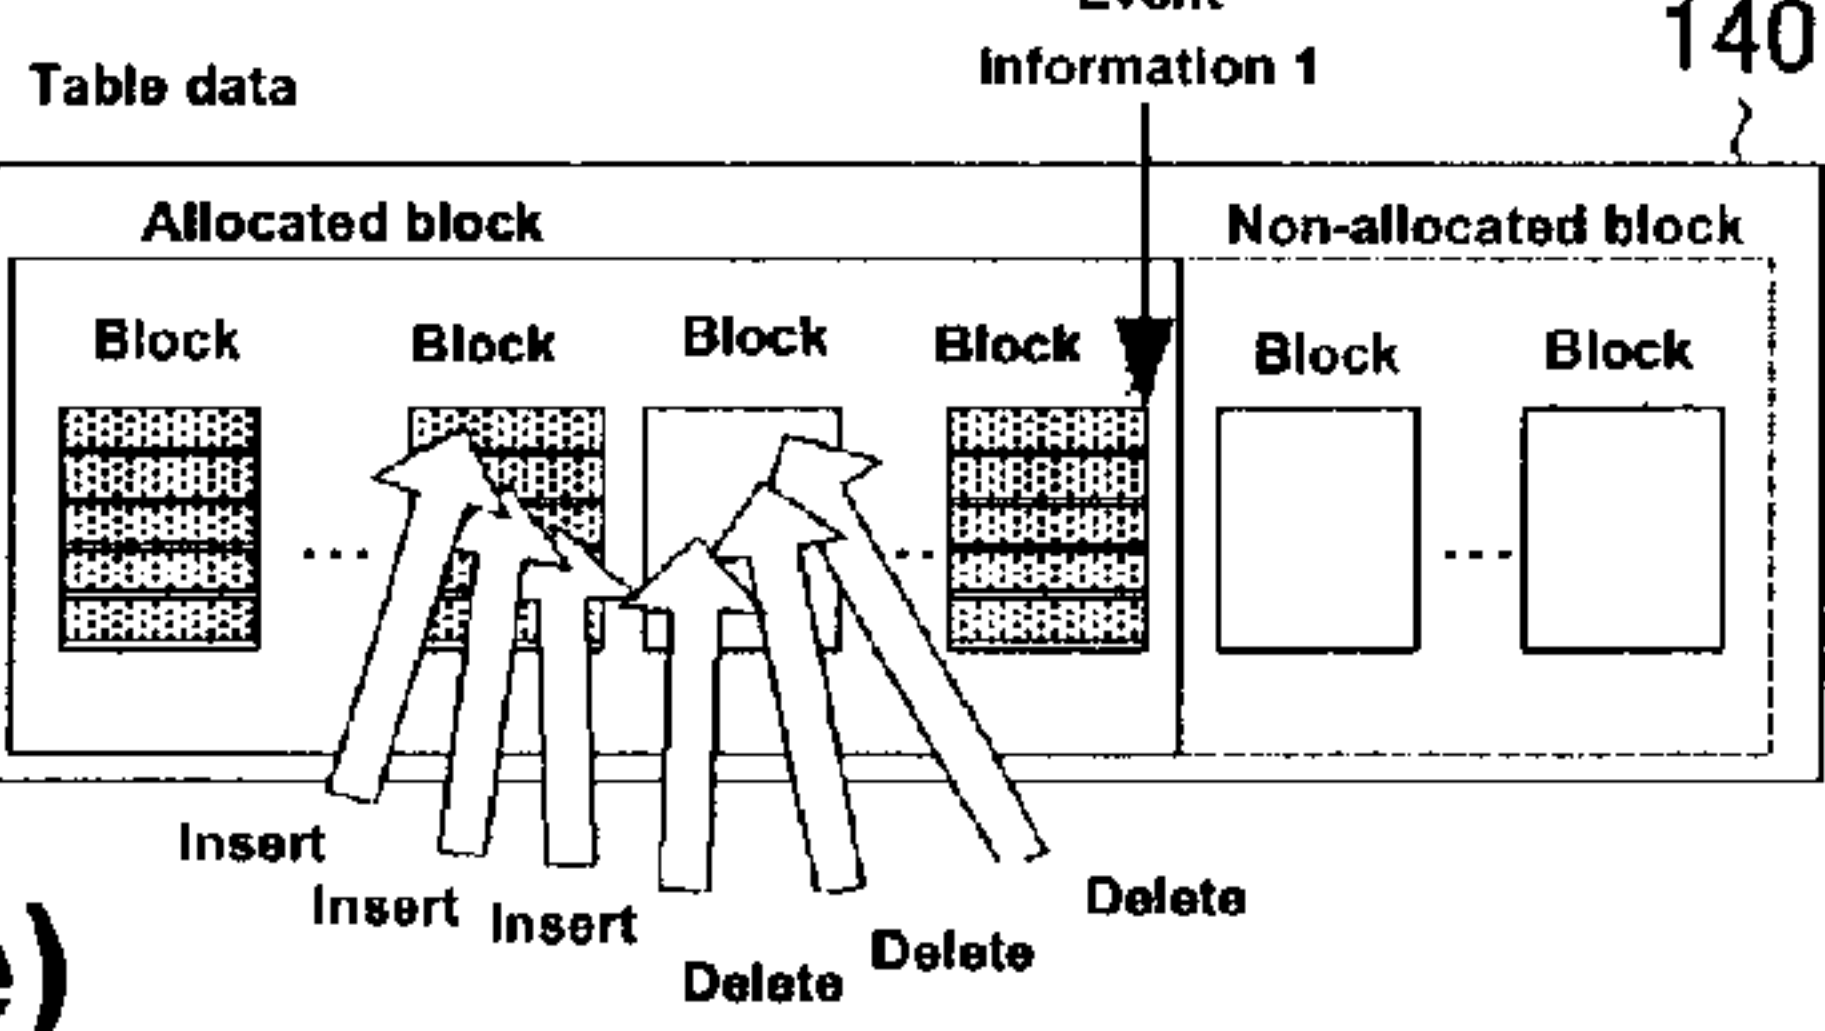 Event
140
Information 1
Table data
Allocated block
Non-allocated block
Block Block Block Block Block Block
Insert
Insert
Insert
Delete
Delete
Delete
e)